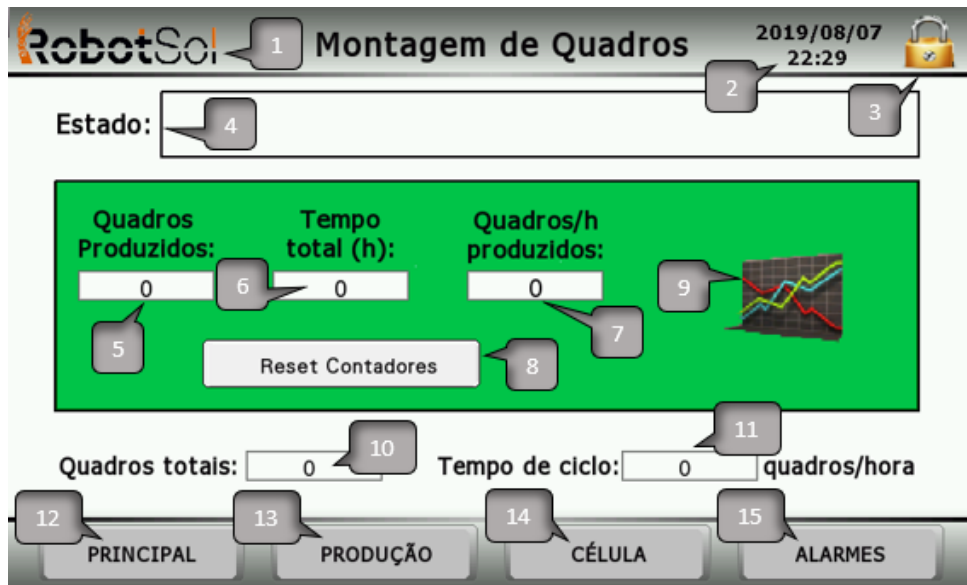 RobotSol 1 Montagem de Quadros 2019/08/07
22:29
2
3
Estado: 4
Quadros Produzidos:
Tempo total (h):
Quadros/h produzidos:
0 6 0 0 9
5 7
Reset Contadores 8
10 11
Quadros totais: 0 Tempo de ciclo: 0 quadros/hora
12 13 14 15
PRINCIPAL PRODUÇÃO CÉLULA ALARMES